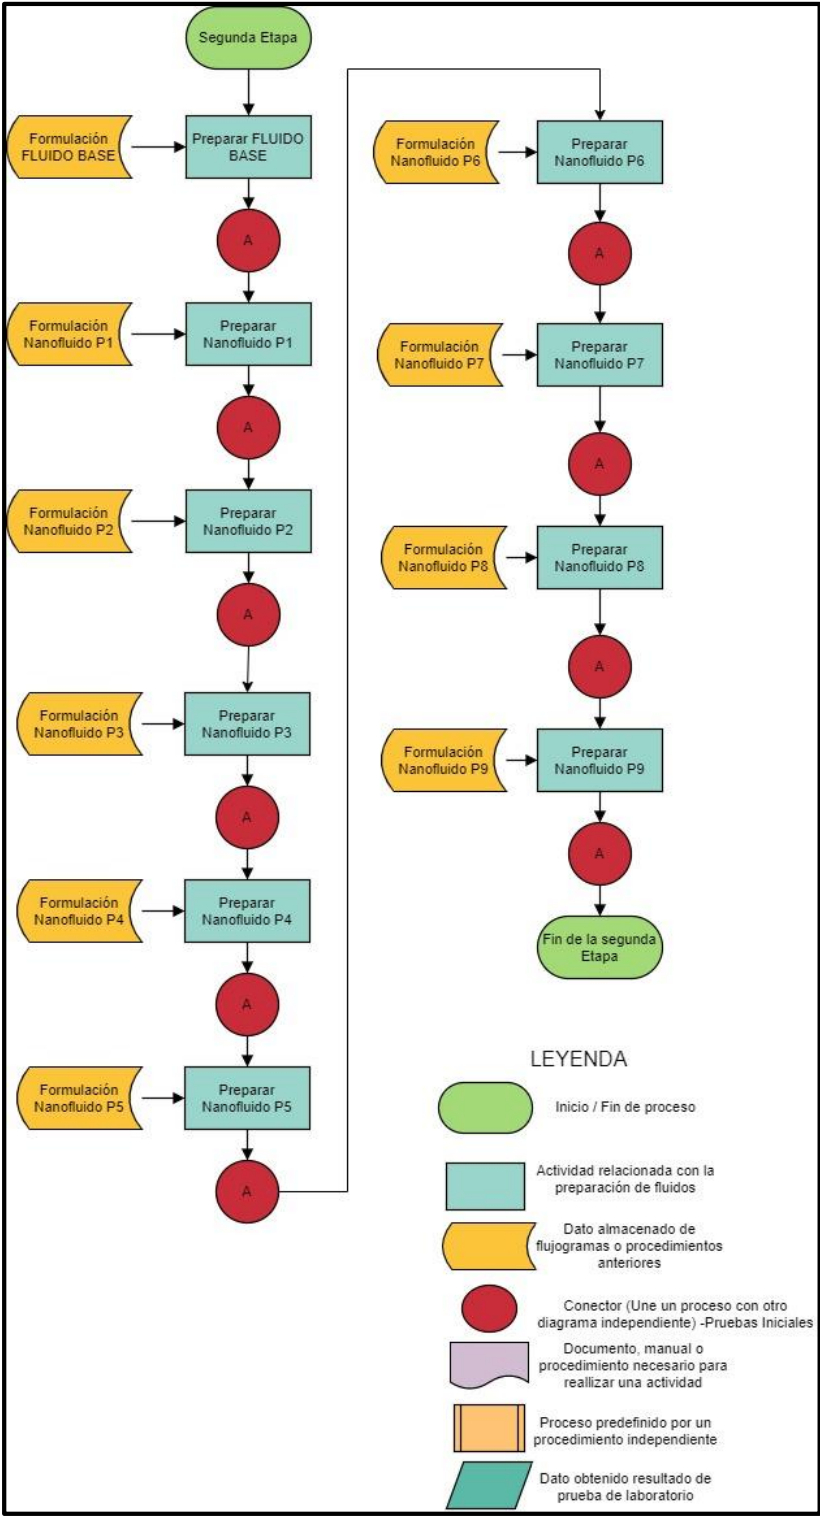 Segunda Etapa
Formulación
FLUIDO BASE
Preparar FLUIDO
BASE
A
Formulación
Nanofluido P1
Preparar
Nanofluido P1
A
Formulación
Nanofluido P2
Preparar
Nanofluido P2
A
Formulación
Nanofluido P3
Preparar
Nanofluido P3
A
Formulación
Nanofluido P4
Preparar
Nanofluido P4
A
Formulación
Nanofluido P5
Preparar
Nanofluido P5
A
Formulación
Nanofluido P6
Preparar
Nanofluido P6
A
Formulación
Nanofluido P7
Preparar
Nanofluido P7
A
Formulación
Nanofluido P8
Preparar
Nanofluido P8
A
Formulación
Nanofluido P9
Preparar
Nanofluido P9
A
Fin de la segunda
Etapa
LEYENDA
Inicio / Fin de proceso
Actividad relacionada con la
preparación de fluidos
Dato almacenado de
flujogramas o procedimientos
anteriores
Conector (Une un proceso con otro
diagrama independiente) -Pruebas Iniciales
Documento, manual o
procedimiento necesario para
reallizar una actividad
Proceso predefinido por un
procedimiento independiente
Dato obtenido resultado de
prueba de laboratorio